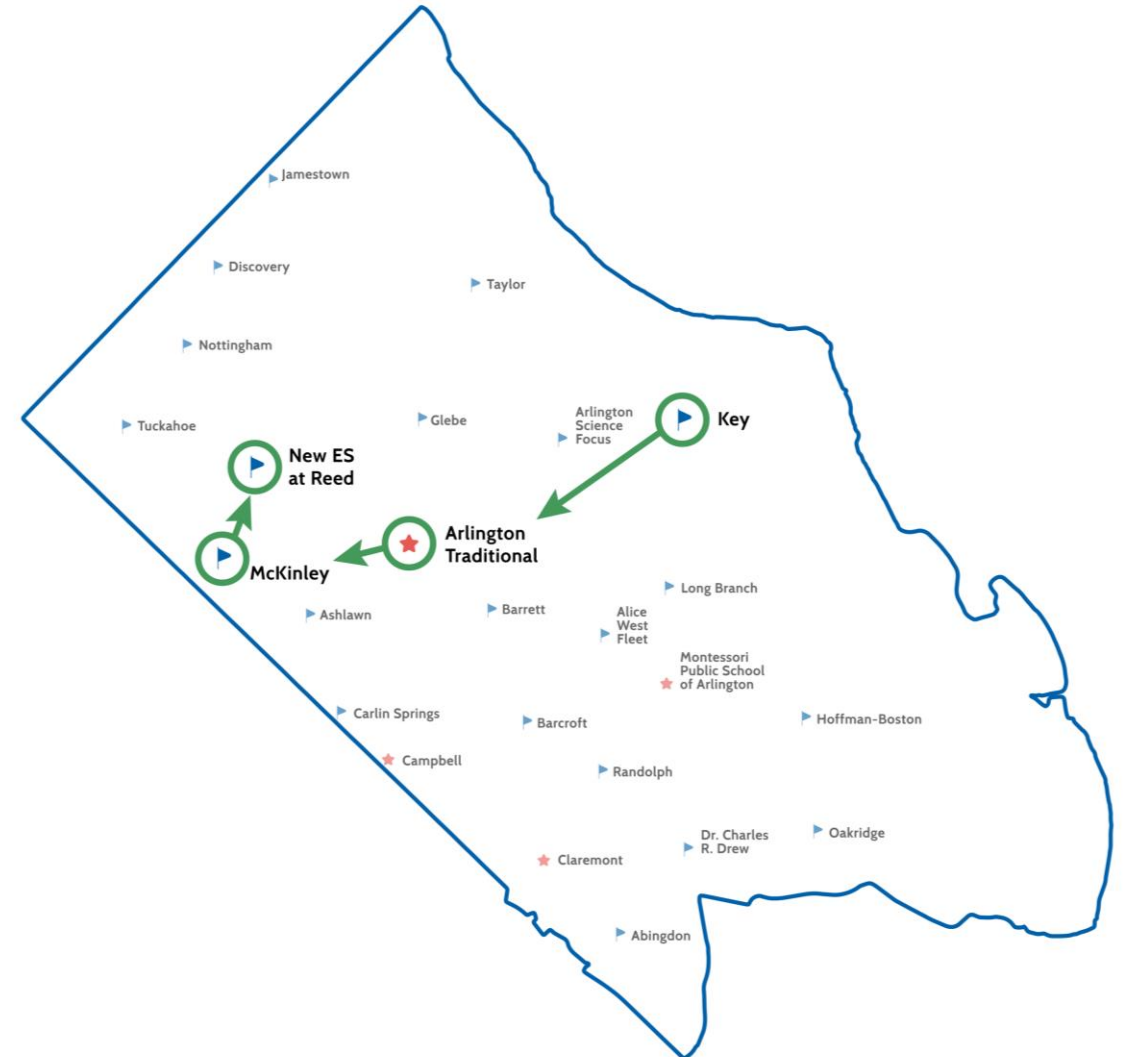 Jamestown
Discovery
Taylor
Nottingham
Tuckahoe
Glebe
Arlington
Science
Focus
Key
New ES
at Reed
Arlington
Traditional
McKinley
Long Branch
Ashlawn
Barrett
Alice
West
Fleet
Montessori
Public School
of Arlington
Carlin Springs
Barcroft
Hoffman-Boston
Campbell
Randolph
Dr. Charles
R. Drew
Oakridge
Claremont
Abingdon